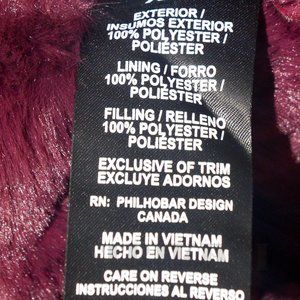 EXTERIOR /
INSUMOS EXTERIOR
100% POLYESTER /
POLIÉSTER
LINING / FORRO
100% POLYESTER /
POLIÉSTER
FILLING / RELLENO
100% POLYESTER /
POLIÉSTER
EXCLUSIVE OF TRIM
EXCLUYE ADORNOS
RN: PHILHOBAR DESIGN
CANADA
MADE IN VIETNAM
HECHO EN VIETNAM
CARE ON REVERSE
INSTRUCCIONES AL REVERSO